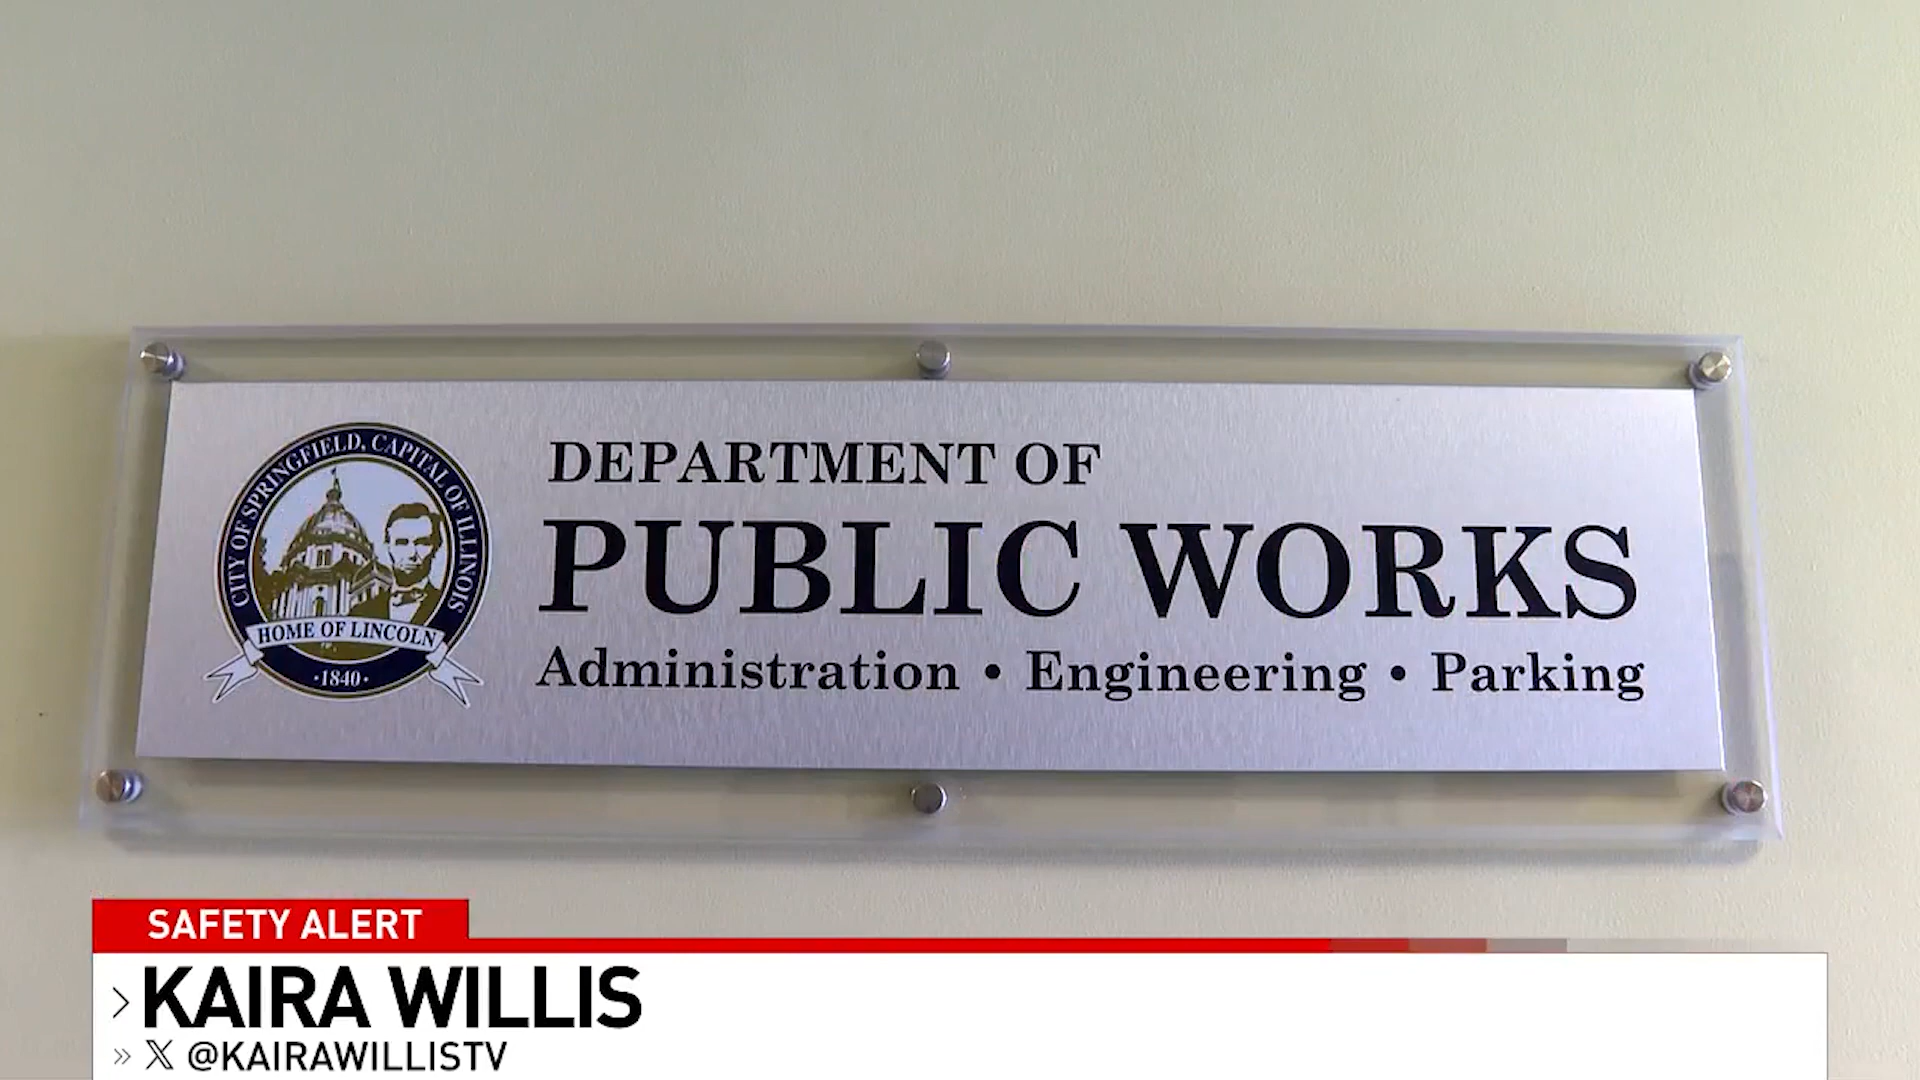 CITY OF SPRINGFIELD, CAPITAL OF ILLINOIS
HOME OF LINCOLN
·1840·
DEPARTMENT OF
PUBLIC WORKS
Administration • Engineering • Parking
SAFETY ALERT
KAIRA WILLIS
X @KAIRAWILLISTV